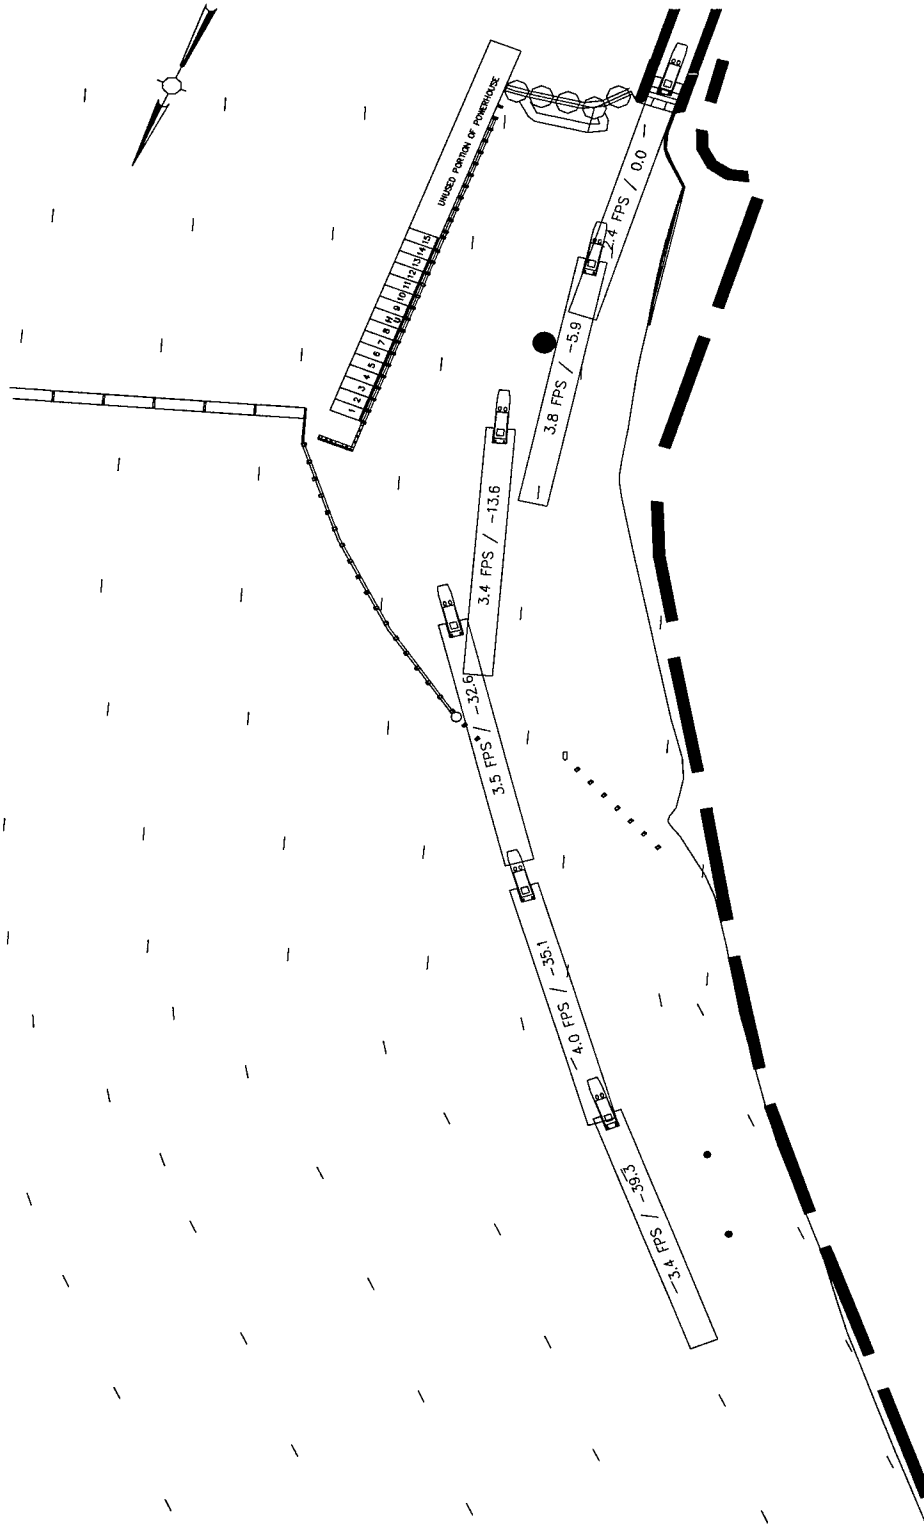 UNUSED PORTION OF POWERHOUSE
1 2 3 4 5 6 7 8 9 10 11 12 13 14 15
H
U
2.4 FPS / 0.0
3.8 FPS / -5.9
3.4 FPS / -13.6
3.5 FPS / -32.6
4.0 FPS / -35.1
3.4 FPS / -39.3